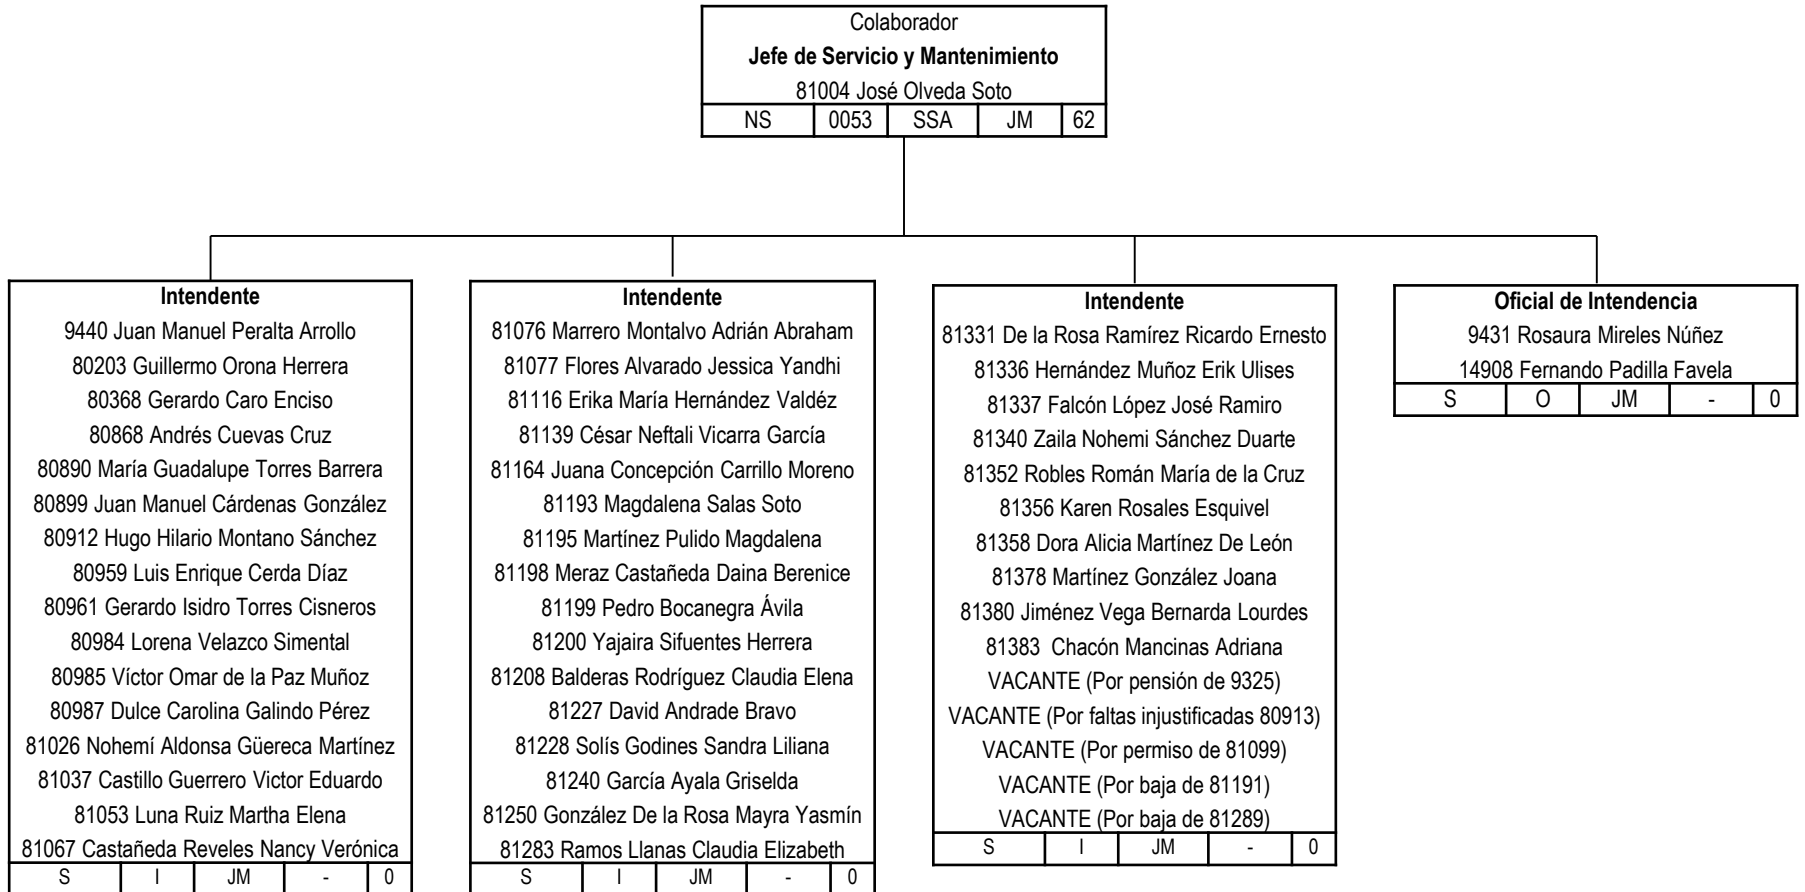 Colaborador
Jefe de Servicio y Mantenimiento
81004 José Olveda Soto
NS 0053 SSA JM 62
Intendente
9440 Juan Manuel Peralta Arrollo
80203 Guillermo Orona Herrera
80368 Gerardo Caro Enciso
80868 Andrés Cuevas Cruz
80890 María Guadalupe Torres Barrera
80899 Juan Manuel Cárdenas González
80912 Hugo Hilario Montano Sánchez
80959 Luis Enrique Cerda Díaz
80961 Gerardo Isidro Torres Cisneros
80984 Lorena Velazco Simental
80985 Víctor Omar de la Paz Muñoz
80987 Dulce Carolina Galindo Pérez
81026 Nohemí Aldonsa Güereca Martínez
81037 Castillo Guerrero Victor Eduardo
81053 Luna Ruiz Martha Elena
81067 Castañeda Reveles Nancy Verónica
S I JM - 0
Intendente
81076 Marrero Montalvo Adrián Abraham
81077 Flores Alvarado Jessica Yandhi
81116 Erika María Hernández Valdéz
81139 César Neftali Vicarra García
81164 Juana Concepción Carrillo Moreno
81193 Magdalena Salas Soto
81195 Martínez Pulido Magdalena
81198 Meraz Castañeda Daina Berenice
81199 Pedro Bocanegra Ávila
81200 Yajaira Sifuentes Herrera
81208 Balderas Rodríguez Claudia Elena
81227 David Andrade Bravo
81228 Solís Godines Sandra Liliana
81240 García Ayala Griselda
81250 González De la Rosa Mayra Yasmín
81283 Ramos Llanas Claudia Elizabeth
S I JM - 0
Intendente
81331 De la Rosa Ramírez Ricardo Ernesto
81336 Hernández Muñoz Erik Ulises
81337 Falcón López José Ramiro
81340 Zaila Nohemi Sánchez Duarte
81352 Robles Román María de la Cruz
81356 Karen Rosales Esquivel
81358 Dora Alicia Martínez De León
81378 Martínez González Joana
81380 Jiménez Vega Bernarda Lourdes
81383 Chacón Mancinas Adriana
VACANTE (Por pensión de 9325)
VACANTE (Por faltas injustificadas 80913)
VACANTE (Por permiso de 81099)
VACANTE (Por baja de 81191)
VACANTE (Por baja de 81289)
S I JM - 0
Oficial de Intendencia
9431 Rosaura Mireles Núñez
14908 Fernando Padilla Favela
S O JM - 0